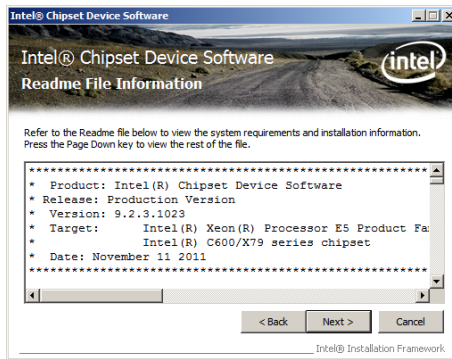 Intel® Chipset Device Software
Intel® Chipset Device Software
intel
Readme File Information
Refer to the Readme file below to view the system requirements and installation information.
Press the Page Down key to view the rest of the file.
************************************************************
* Product: Intel(R) Chipset Device Software
* Release: Production Version
* Version: 9.2.3.1023
* Target: Intel(R) Xeon(R) Processor E5 Product Fa
* Intel(R) C600/X79 series chipset
* Date: November 11 2011
************************************************************
< Back Next > Cancel
Intel® Installation Framework